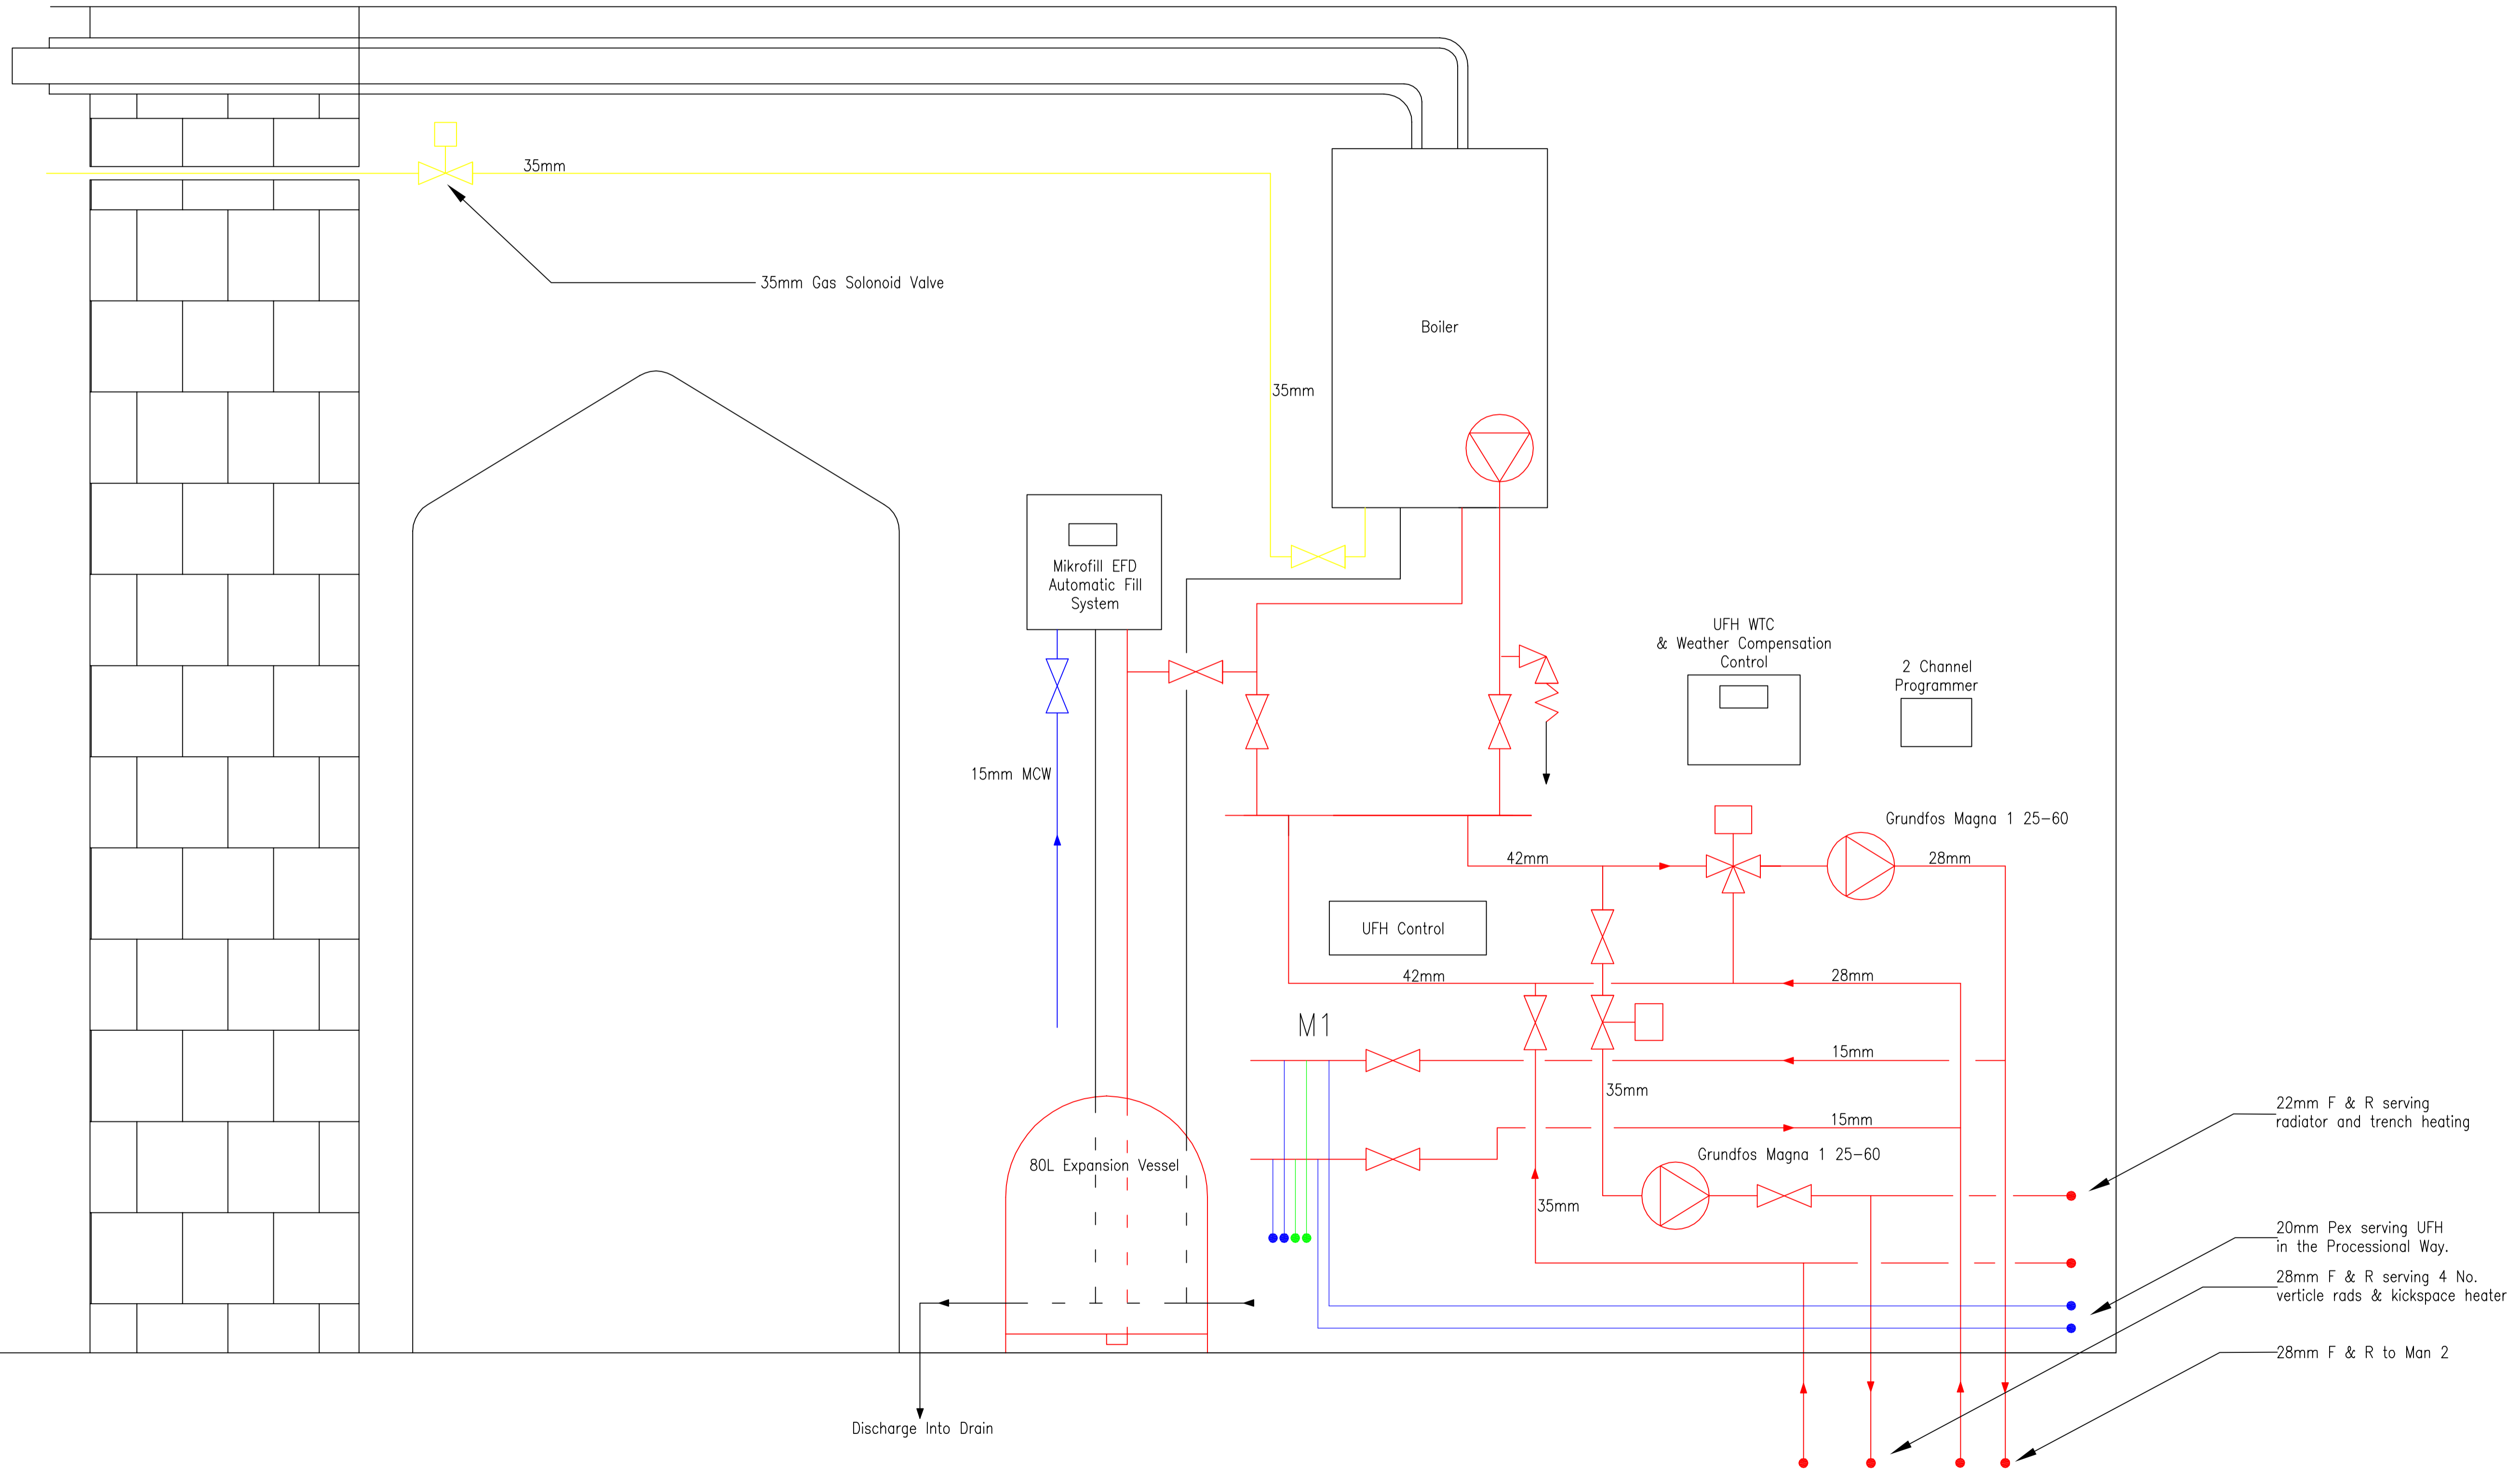 35mm
35mm Gas Solonoid Valve
Boiler
35mm
Mikrofill EFD
Automatic Fill
System
UFH WTC
& Weather Compensation
Control
2 Channel
Programmer
15mm MCW
Grundfos Magna 1 25-60
42mm
28mm
UFH Control
42mm
28mm
M1
15mm
35mm
15mm
22mm F & R serving
radiator and trench heating
Grundfos Magna 1 25-60
80L Expansion Vessel
35mm
20mm Pex serving UFH
in the Processional Way.
28mm F & R serving 4 No.
verticle rads & kickspace heater
28mm F & R to Man 2
Discharge Into Drain